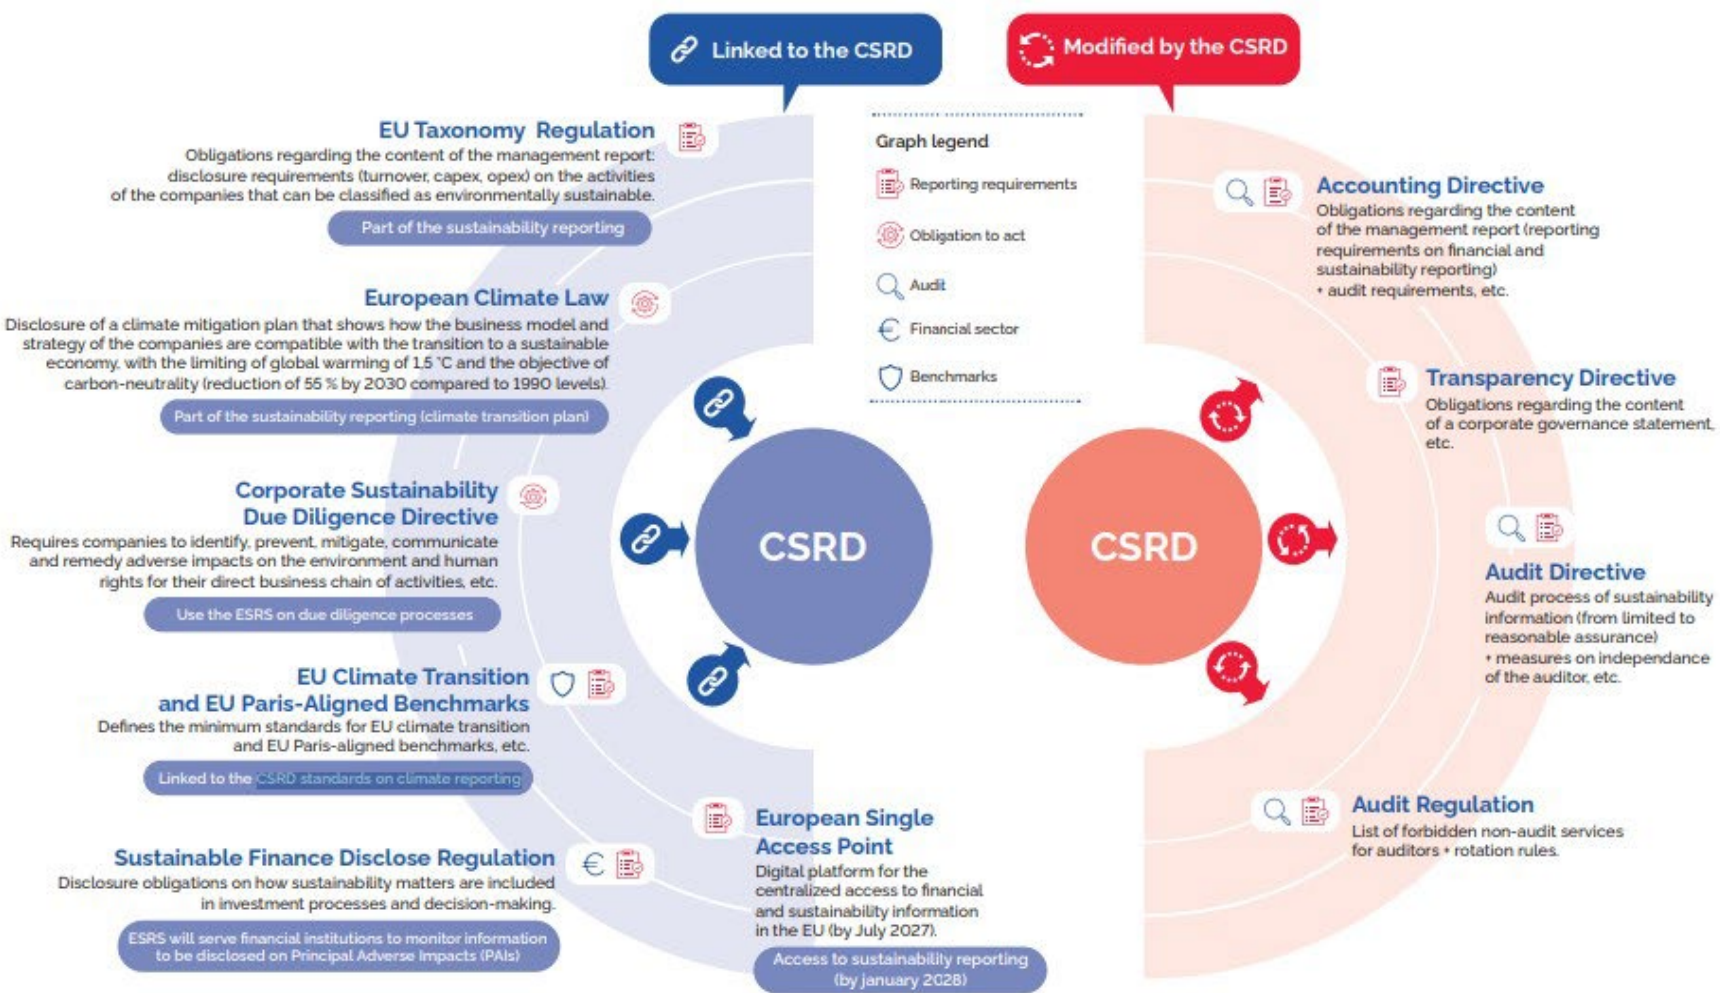 Linked to the CSRD
Modified by the CSRD
EU Taxonomy Regulation
Obligations regarding the content of the management report:
disclosure requirements (turnover, capex, opex) on the activities
of the companies that can be classified as environmentally sustainable.
Part of the sustainability reporting
European Climate Law
Disclosure of a climate mitigation plan that shows how the business model and
strategy of the companies are compatible with the transition to a sustainable
economy, with the limiting of global warming of 1,5 °C and the objective of
carbon-neutrality (reduction of 55 % by 2030 compared to 1990 levels).
Part of the sustainability reporting (climate transition plan)
Corporate Sustainability
Due Diligence Directive
Requires companies to identify, prevent, mitigate, communicate
and remedy adverse impacts on the environment and human
rights for their direct business chain of activities, etc.
Use the ESRS on due diligence processes
EU Climate Transition
and EU Paris-Aligned Benchmarks
Defines the minimum standards for EU climate transition
and EU Paris-aligned benchmarks, etc.
Linked to the CSRD standards on climate reporting
Sustainable Finance Disclose Regulation
Disclosure obligations on how sustainability matters are included
in investment processes and decision-making.
ESRS will serve financial institutions to monitor information
to be disclosed on Principal Adverse Impacts (PAIs)
European Single
Access Point
Digital platform for the
centralized access to financial
and sustainability information
in the EU (by July 2027).
Access to sustainability reporting
(by january 2028)
Graph legend
Reporting requirements
Obligation to act
Audit
Financial sector
Benchmarks
CSRD
CSRD
Accounting Directive
Obligations regarding the content
of the management report (reporting
requirements on financial and
sustainability reporting)
+ audit requirements, etc.
Transparency Directive
Obligations regarding the content
of a corporate governance statement,
etc.
Audit Directive
Audit process of sustainability
information (from limited to
reasonable assurance)
+ measures on independance
of the auditor, etc.
Audit Regulation
List of forbidden non-audit services
for auditors + rotation rules.